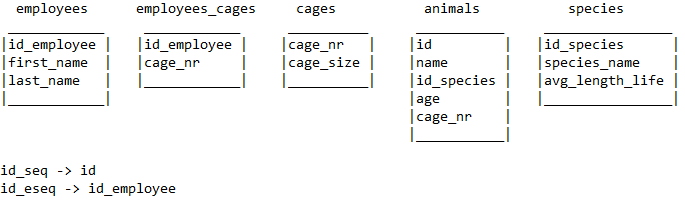 employees employees_cages cages animals species
id_employee id_employee cage_nr id id_species
first_name cage_nr cage_size name species_name
last_name id_species avg_length_life
age
cage_nr
id_seq -> id
id_eseq -> id_employee